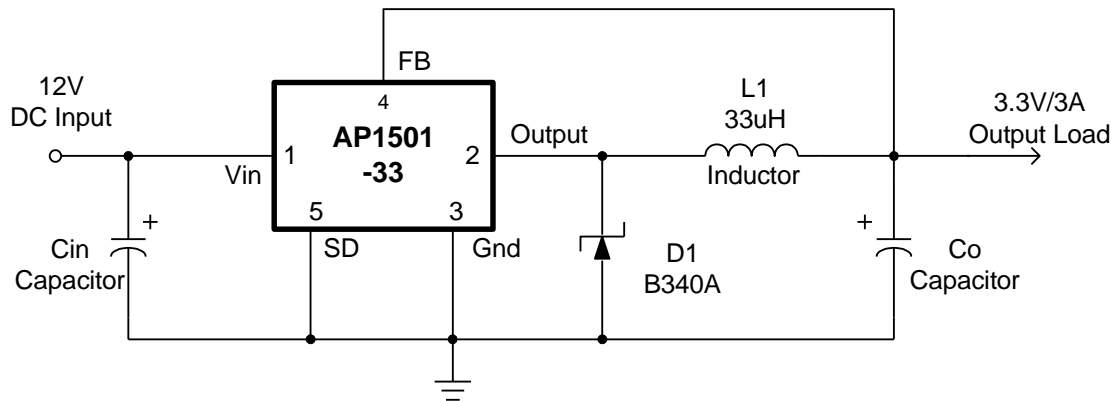 FB
12V
DC Input
4
L1
33uH
3.3V/3A
Output Load
AP1501
-33
Output
1
2
Vin
Inductor
5
3
SD
Gnd
+
Cin
Capacitor
D1
B340A
+
Co
Capacitor